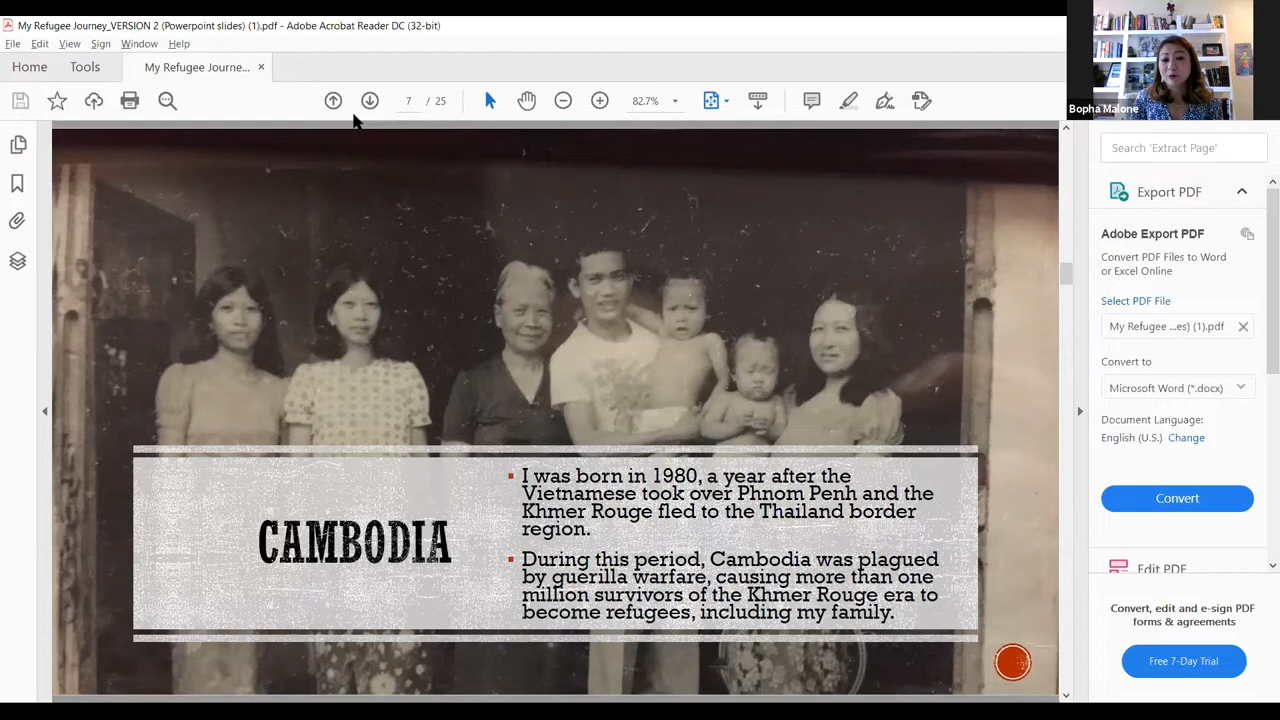 My Refugee Journey_VERSION 2 (Powerpoint slides) (1).pdf - Adobe Acrobat Reader DC (32-bit)
File Edit View Sign Window Help
Home Tools My Refugee Journe... ×
7 / 25 82.7%
Bopha Malone
Search 'Extract Page'
Export PDF
Adobe Export PDF
Convert PDF Files to Word
or Excel Online
Select PDF File
My Refugee ...es) (1).pdf
Convert to
Microsoft Word (*.docx)
Document Language:
English (U.S.) Change
Convert
Edit PDF
Convert, edit and e-sign PDF
forms & agreements
Free 7-Day Trial
CAMBODIA
I was born in 1980, a year after the
Vietnamese took over Phnom Penh and the
Khmer Rouge fled to the Thailand border
region.
During this period, Cambodia was plagued
by guerilla warfare, causing more than one
million survivors of the Khmer Rouge era to
become refugees, including my family.